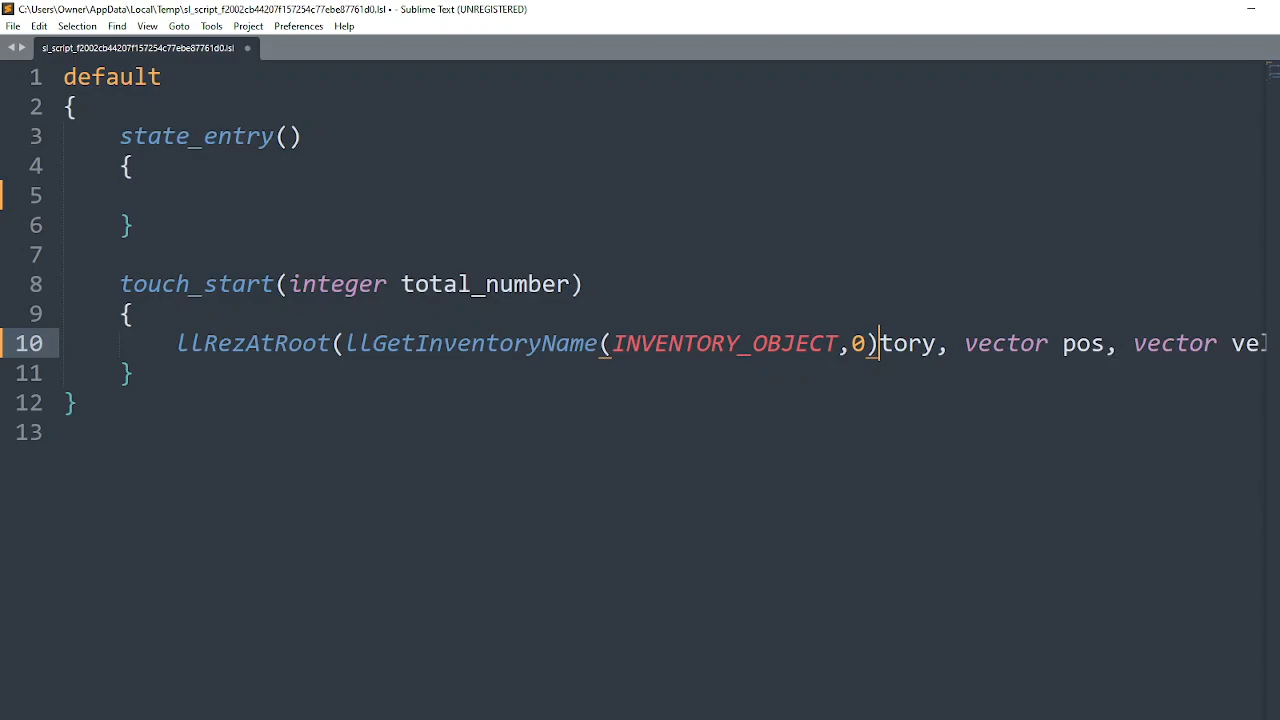 C:\Users\Owner\AppData\Local\Temp\sl_script_f2002cb44207f157254c77ebe87761d0.lsl • - Sublime Text (UNREGISTERED)
File Edit Selection Find View Goto Tools Project Preferences Help
sl_script_f2002cb44207f157254c77ebe87761d0.lsl
1 default
2 {
3 state_entry()
4 {
5
6 }
7
8 touch_start(integer total_number)
9 {
10 llRezAtRoot(llGetInventoryName(INVENTORY_OBJECT,0)tory, vector pos, vector vel
11 }
12 }
13